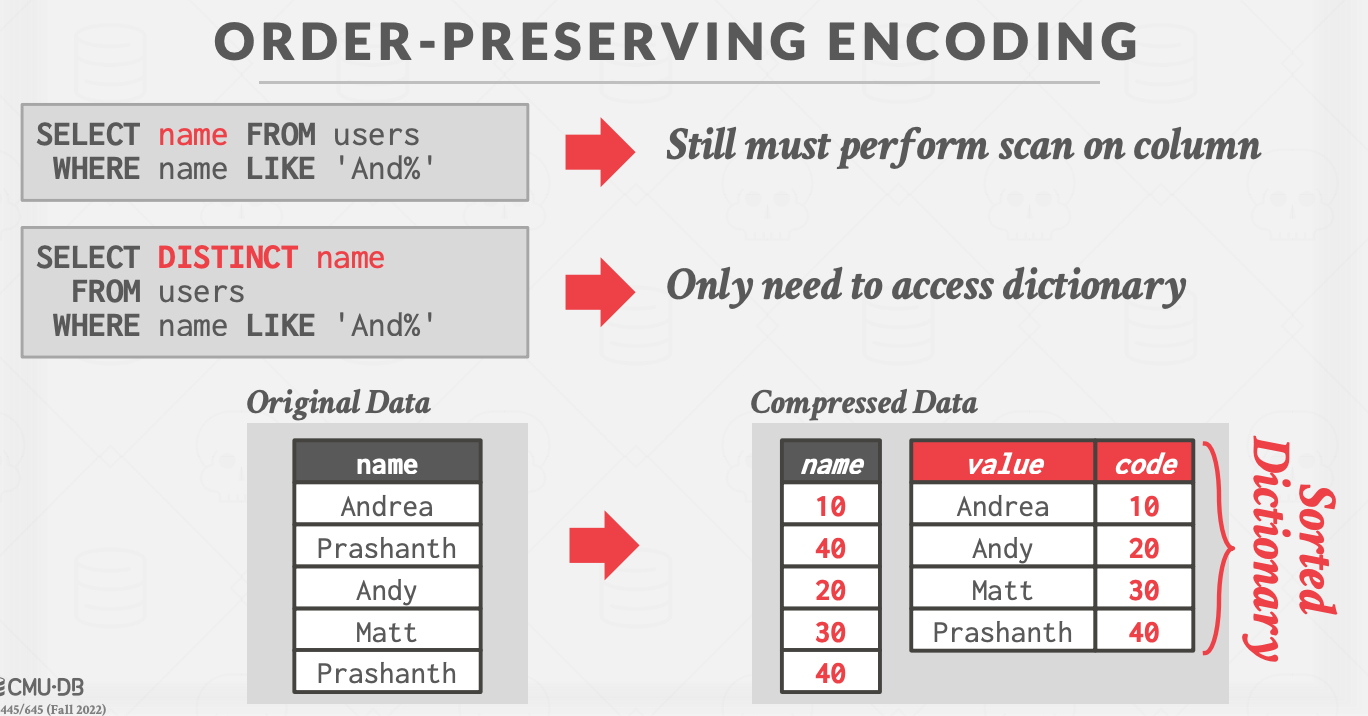 ORDER-PRESERVING ENCODING
SELECT name FROM users
WHERE name LIKE 'And%'
Still must perform scan on column
SELECT DISTINCT name
FROM users
WHERE name LIKE 'And%'
Only need to access dictionary
Original Data
name
Andrea
Prashanth
Andy
Matt
Prashanth
Compressed Data
name
10
40
20
30
40
value code
Andrea 10
Andy 20
Matt 30
Prashanth 40
Sorted
Dictionary
CMU·DB
445/645 (Fall 2022)